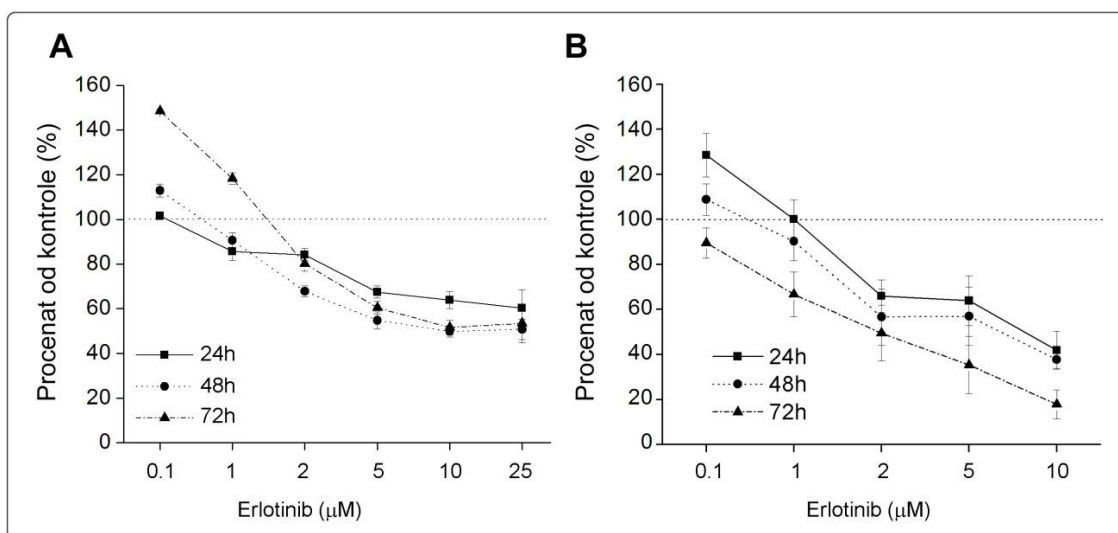 A
Procenat od kontrole (%)
160
140
120
100
80
60
40
20
0
24h
48h
72h
0.1 1 2 5 10 25
Erlotinib (μM)
B
Procenat od kontrole (%)
160
140
120
100
80
60
40
20
0
24h
48h
72h
0.1 1 2 5 10
Erlotinib (μM)